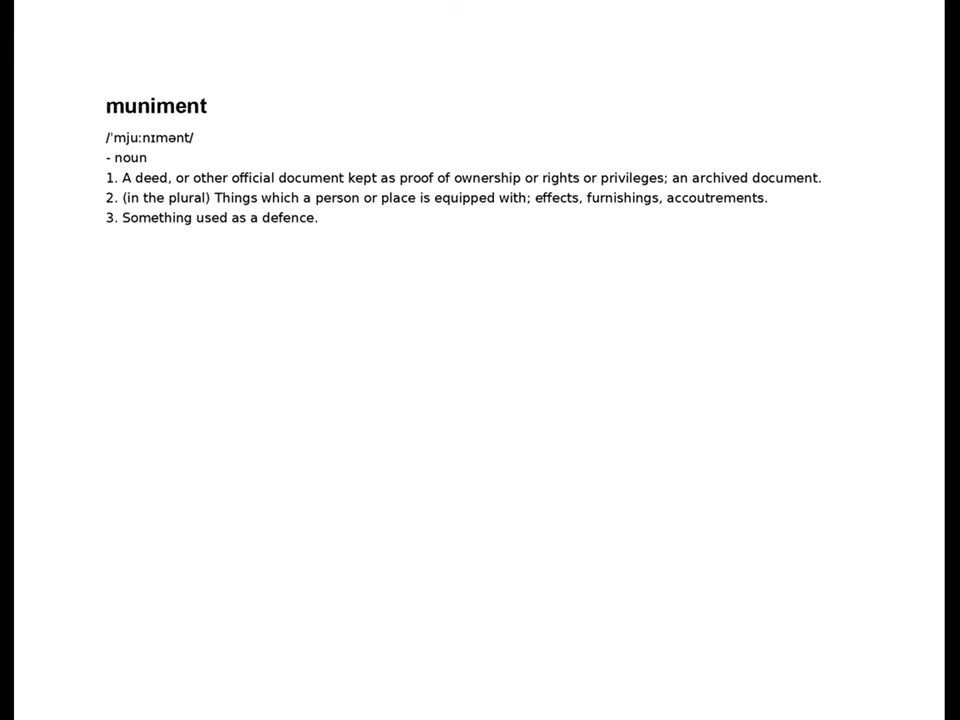 muniment
/ˈmjuːnɪmənt/
- noun
1. A deed, or other official document kept as proof of ownership or rights or privileges; an archived document.
2. (in the plural) Things which a person or place is equipped with; effects, furnishings, accoutrements.
3. Something used as a defence.